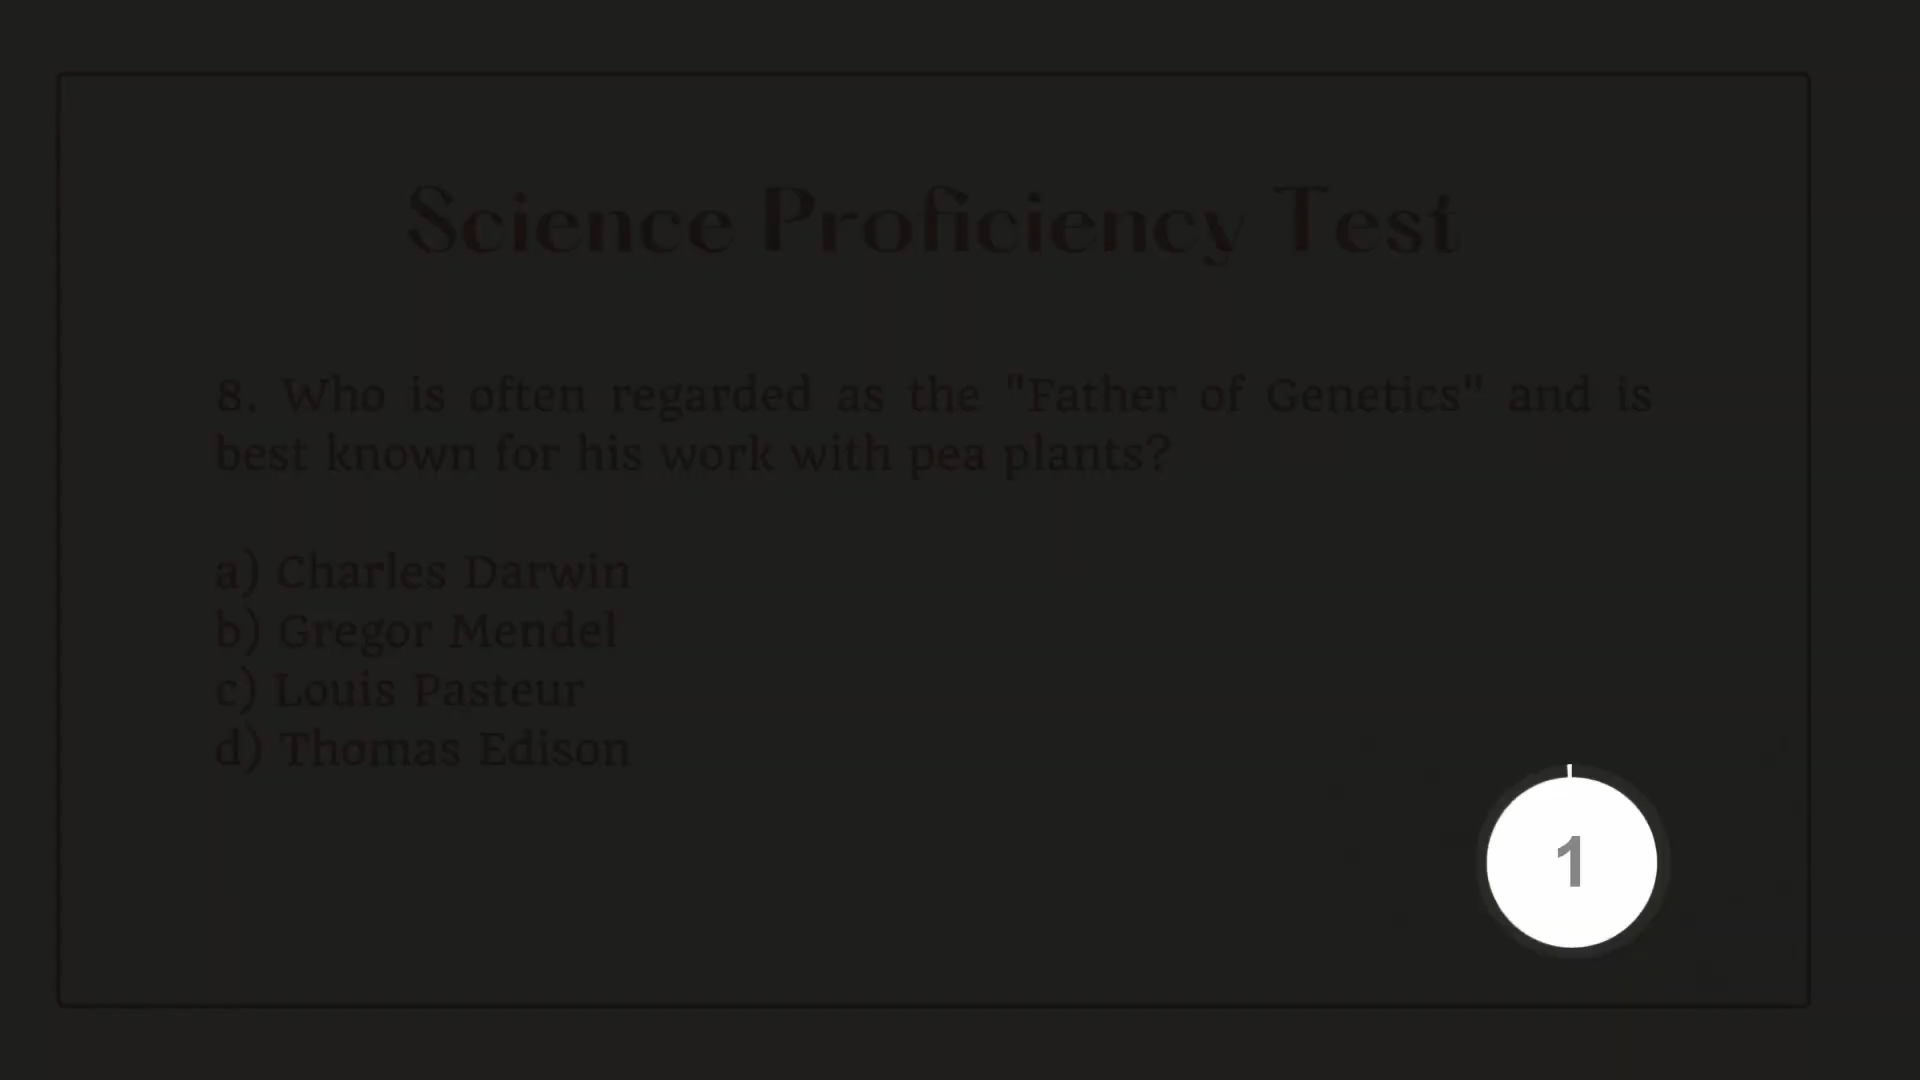 Science Proficiency Test
8. Who is often regarded as the "Father of Genetics" and is
best known for his work with pea plants?
a) Charles Darwin
b) Gregor Mendel
c) Louis Pasteur
d) Thomas Edison
1